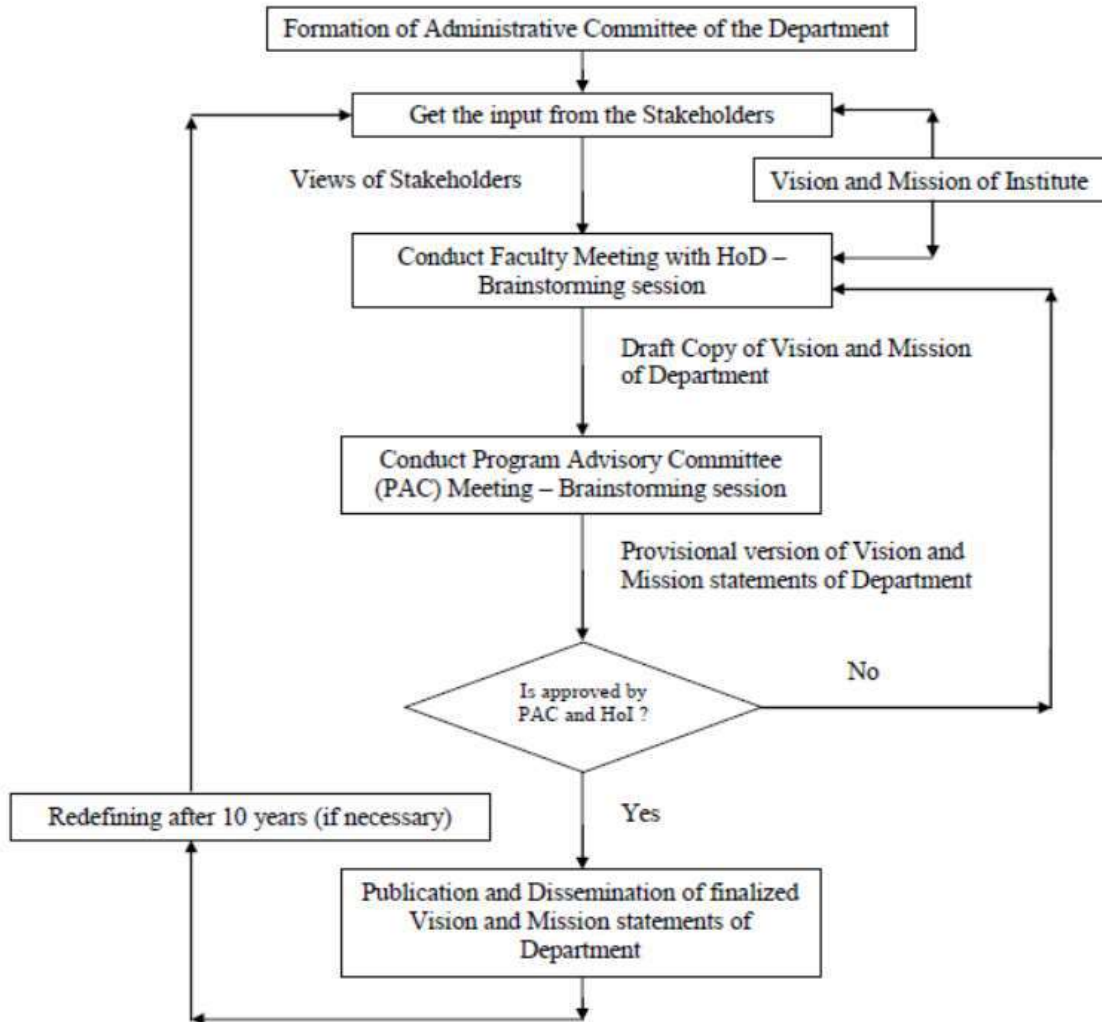 Formation of Administrative Committee of the Department
Get the input from the Stakeholders
Views of Stakeholders
Vision and Mission of Institute
Conduct Faculty Meeting with HoD –
Brainstorming session
Draft Copy of Vision and Mission
of Department
Conduct Program Advisory Committee
(PAC) Meeting – Brainstorming session
Provisional version of Vision and
Mission statements of Department
Is approved by
PAC and HoI ?
No
Yes
Redefining after 10 years (if necessary)
Publication and Dissemination of finalized
Vision and Mission statements of
Department